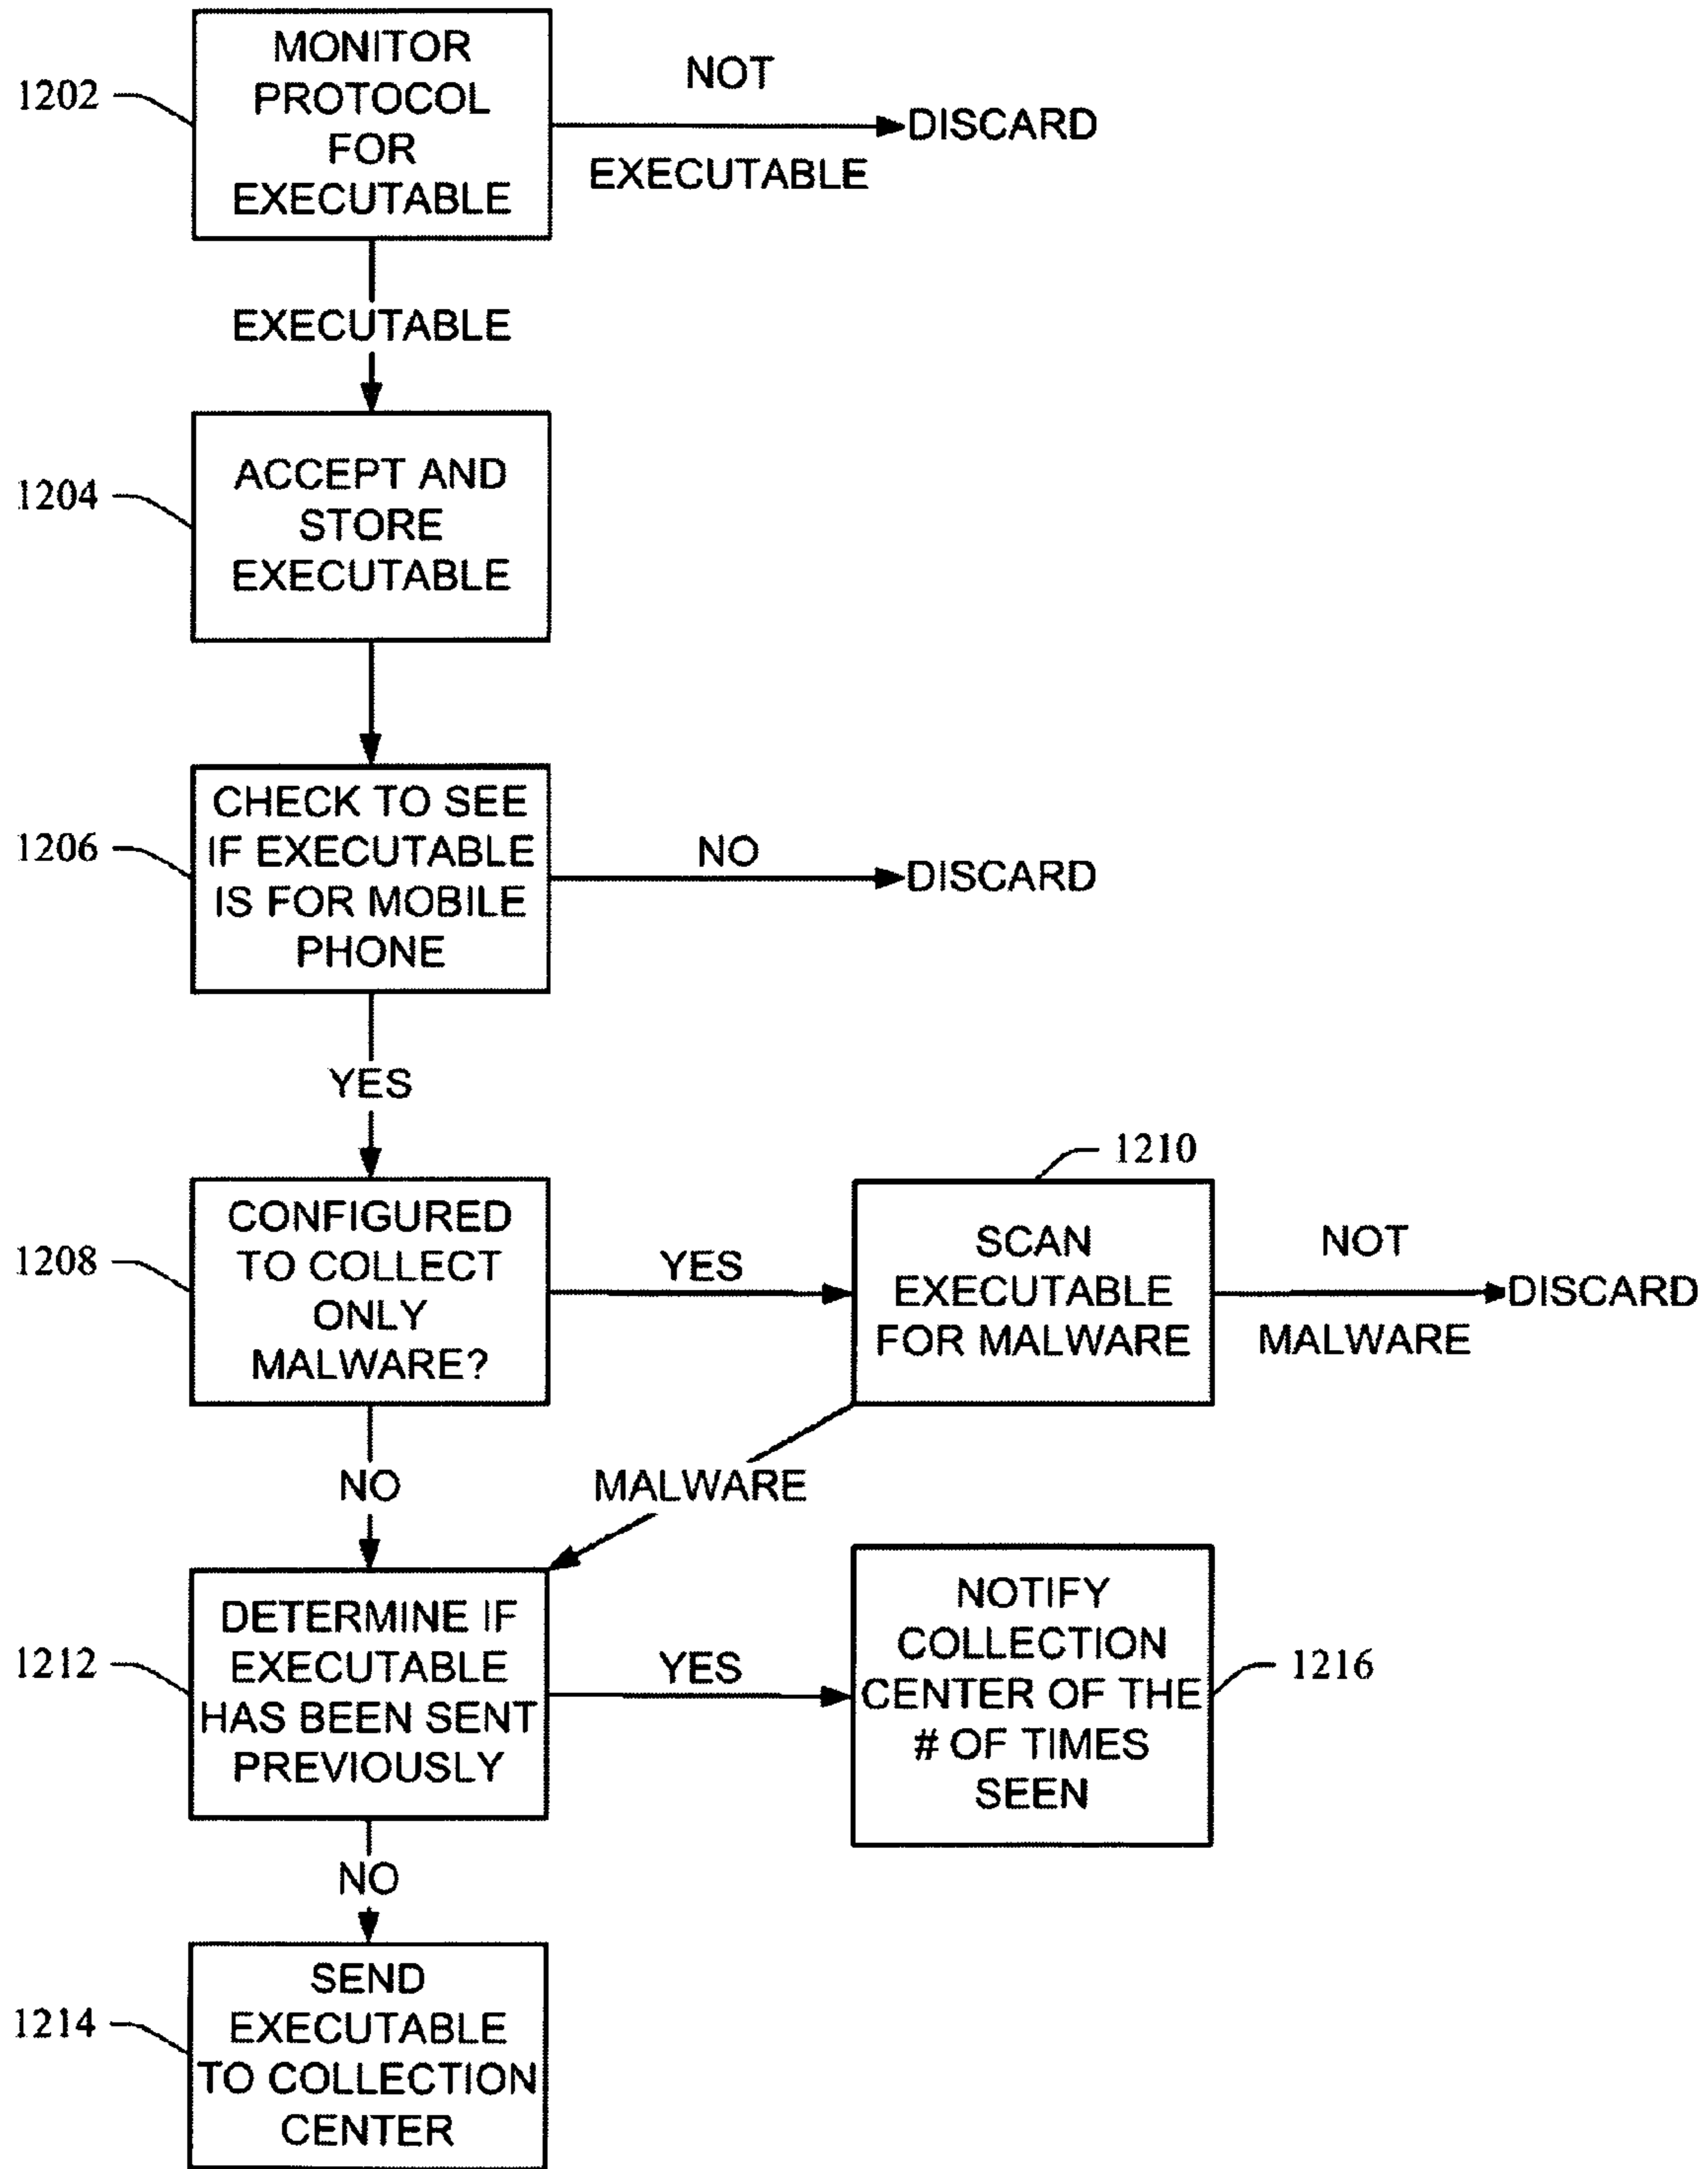 MONITOR
PROTOCOL
FOR
EXECUTABLE
1202
NOT
EXECUTABLE
DISCARD
EXECUTABLE
ACCEPT AND
STORE
EXECUTABLE
1204
CHECK TO SEE
IF EXECUTABLE
IS FOR MOBILE
PHONE
1206
NO
DISCARD
YES
CONFIGURED
TO COLLECT
ONLY
MALWARE?
1208
YES
1210
SCAN
EXECUTABLE
FOR MALWARE
NOT
MALWARE
DISCARD
NO
MALWARE
DETERMINE IF
EXECUTABLE
HAS BEEN SENT
PREVIOUSLY
1212
YES
NOTIFY
COLLECTION
CENTER OF THE
# OF TIMES
SEEN
1216
NO
SEND
EXECUTABLE
TO COLLECTION
CENTER
1214